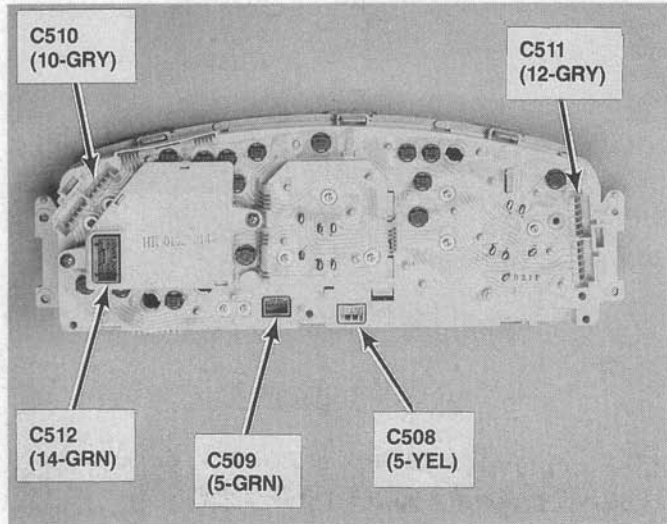 C510
(10-GRY)
C511
(12-GRY)
C512
(14-GRN)
C509
(5-GRN)
C508
(5-YEL)